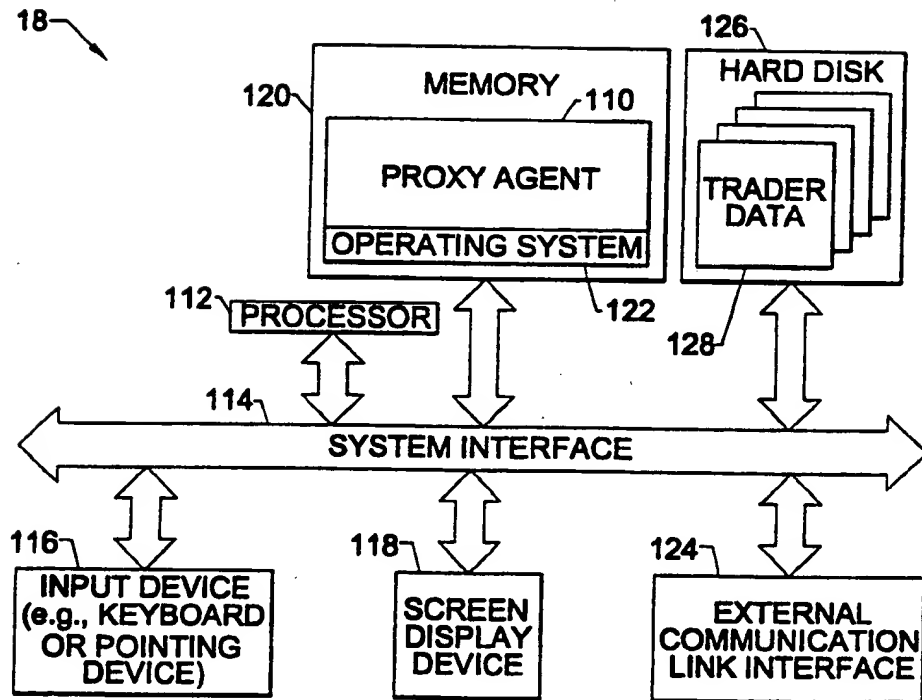 18
126
MEMORY
110
HARD DISK
120
PROXY AGENT
TRADER
DATA
OPERATING SYSTEM
112
PROCESSOR
122
128
114
SYSTEM INTERFACE
116
118
124
INPUT DEVICE
(e.g., KEYBOARD
OR POINTING
DEVICE)
SCREEN
DISPLAY
DEVICE
EXTERNAL
COMMUNICATION
LINK INTERFACE